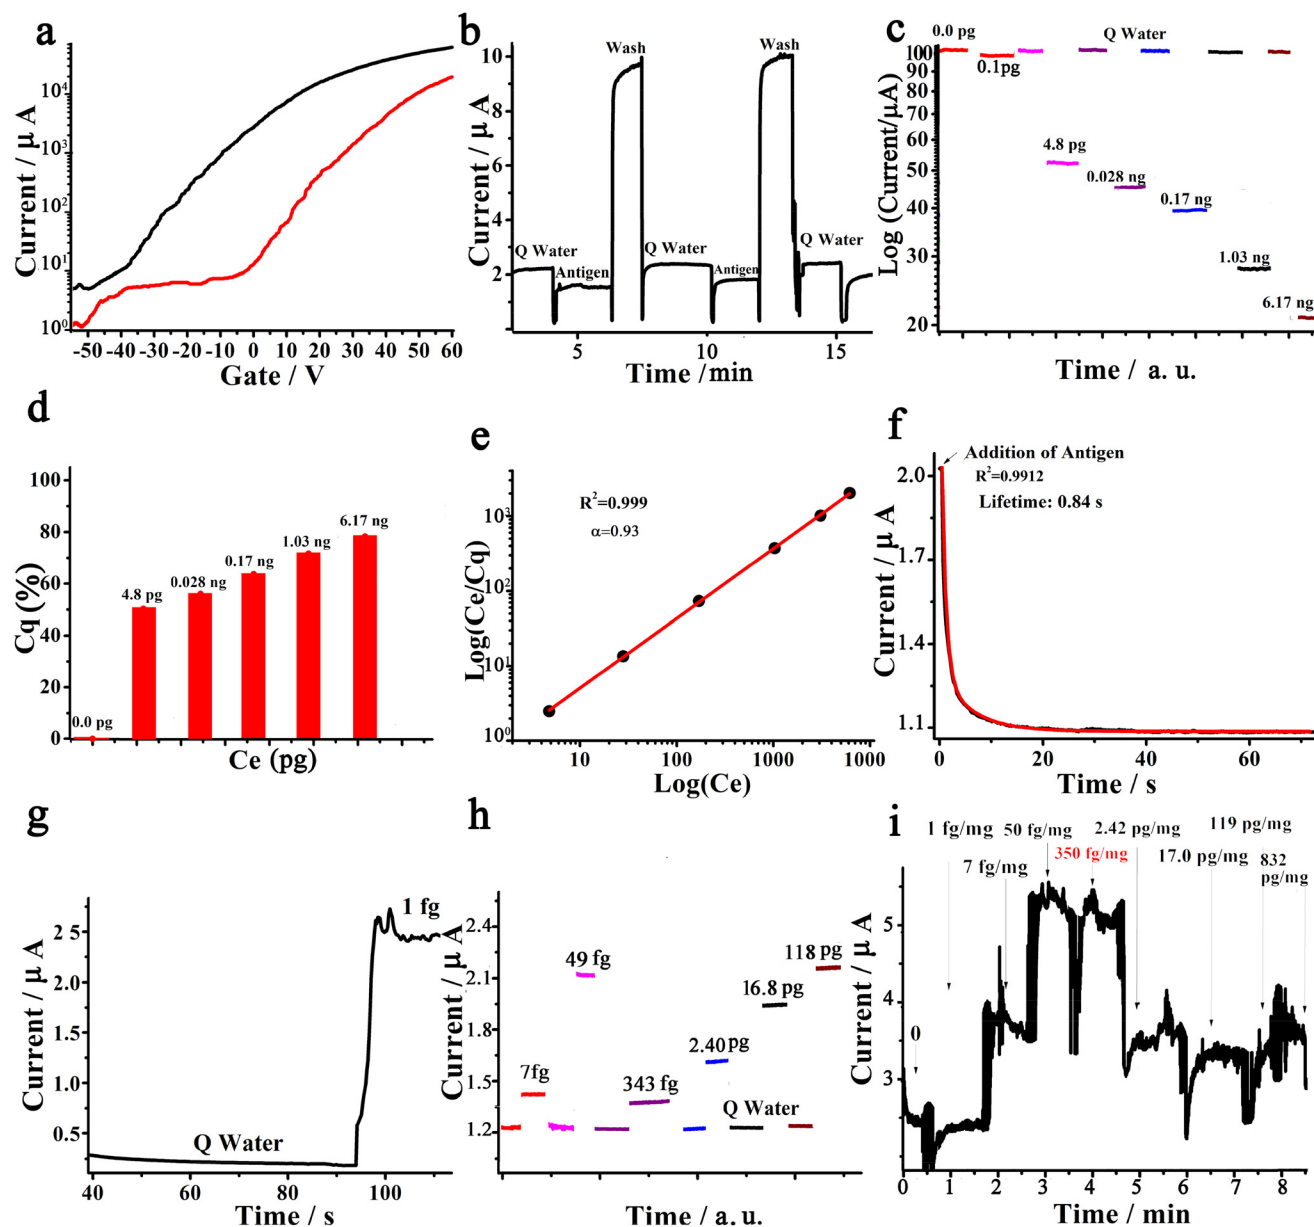 a
Current / μ A
10⁴
10³
10²
10¹
10⁰
-50 -40 -30 -20 -10 0 10 20 30 40 50 60
Gate / V
b
Current / μ A
10
8
6
4
2
Wash
Wash
Q Water
Antigen
Q Water
Antigen
Q Water
5 10 15
Time /min
c
Log (Current/μA)
100
90
80
70
60
50
40
30
20
0.0 pg
Q Water
0.1pg
4.8 pg
0.028 ng
0.17 ng
1.03 ng
6.17 ng
Time / a. u.
d
Cq (%)
100
80
60
40
20
0
0.0 pg
4.8 pg
0.028 ng
0.17 ng
1.03 ng
6.17 ng
Ce (pg)
e
Log(Ce/Cq)
10³
10²
10¹
10⁰
R²=0.999
α=0.93
10 100 1000 1000
Log(Ce)
f
Current / μ A
2.0
1.7
1.4
1.1
Addition of Antigen
R²=0.9912
Lifetime: 0.84 s
0 20 40 60
Time / s
g
Current / μ A
2.5
2.0
1.5
1.0
0.5
1 fg
Q Water
40 60 80 100
Time / s
h
Current / μ A
2.4
2.1
1.8
1.5
1.2
7fg
49 fg
343 fg
2.40 pg
16.8 pg
118 pg
Q Water
Time / a. u.
i
Current / μ A
5
4
3
1 fg/mg 50 fg/mg 2.42 pg/mg 119 pg/mg
7 fg/mg 350 fg/mg 17.0 pg/mg 832
pg/mg
0
0 1 2 3 4 5 6 7 8
Time / min